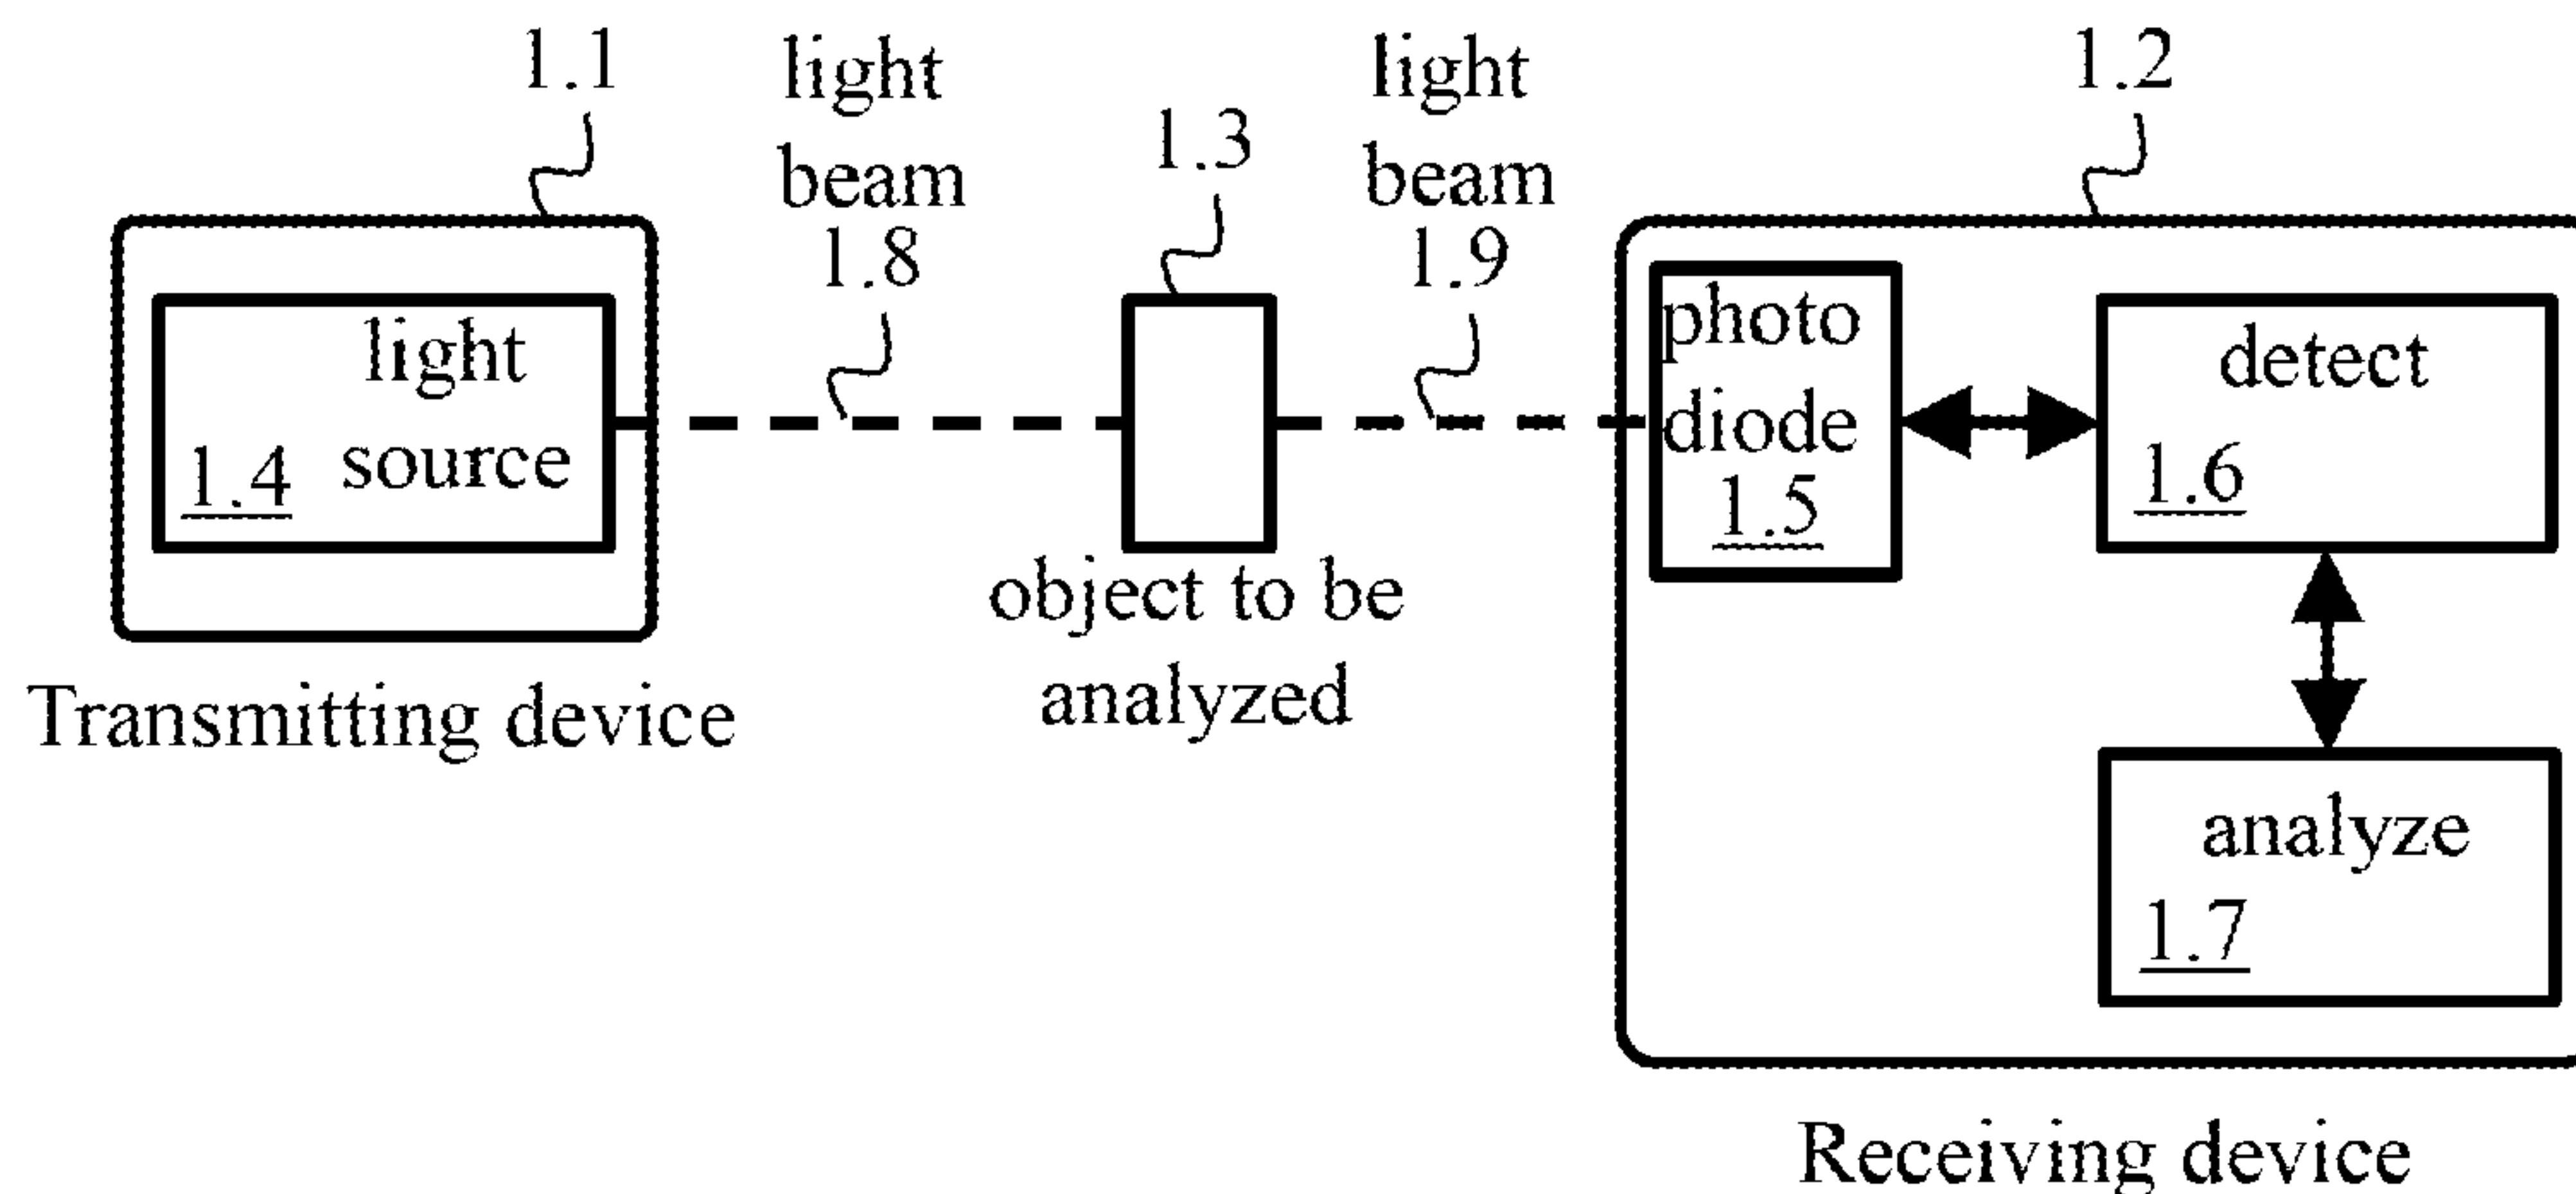 1.1
light
beam
1.8
1.3
light
beam
1.9
1.2
light
source
1.4
photo
diode
1.5
detect
1.6
object to be
analyzed
Transmitting device
analyze
1.7
Receiving device